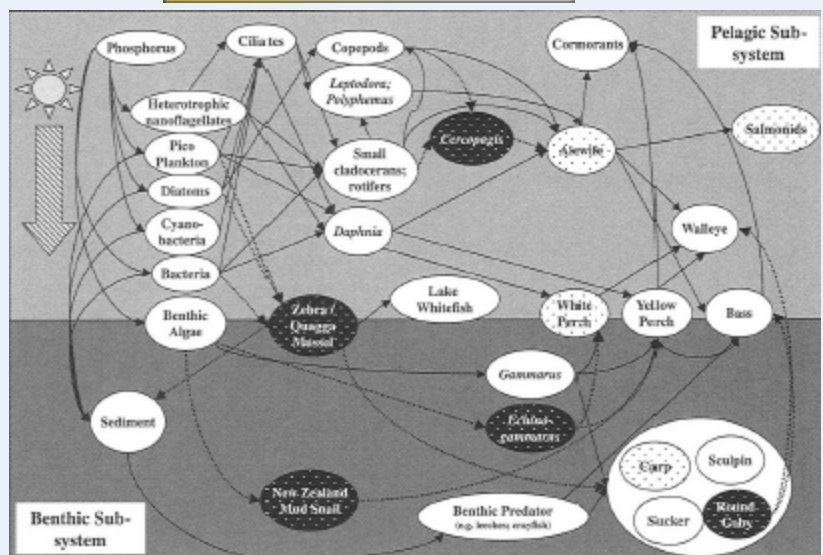 Phosphorus
Ciliates
Copepods
Cormorants
Pelagic Sub-
system
Leptodora;
Polyphemus
Heterotrophic
nanoflagellates
Salmonids
Pico
Plankton
Small
cladocerans;
rotifers
Cercopagis
Alewife
Diatoms
Cyano-
bacteria
Daphnia
Walleye
Bacteria
Lake
Whitefish
Benthic
Algae
Zebra /
Quagga
Mussel
White
Perch
Yellow
Perch
Bass
Gammarus
Sediment
Echino-
gammarus
Carp
Sculpin
New Zealand
Mud Snail
Benthic Predator
(e.g. leeches; crayfish)
Sucker
Round
Goby
Benthic Sub-
system